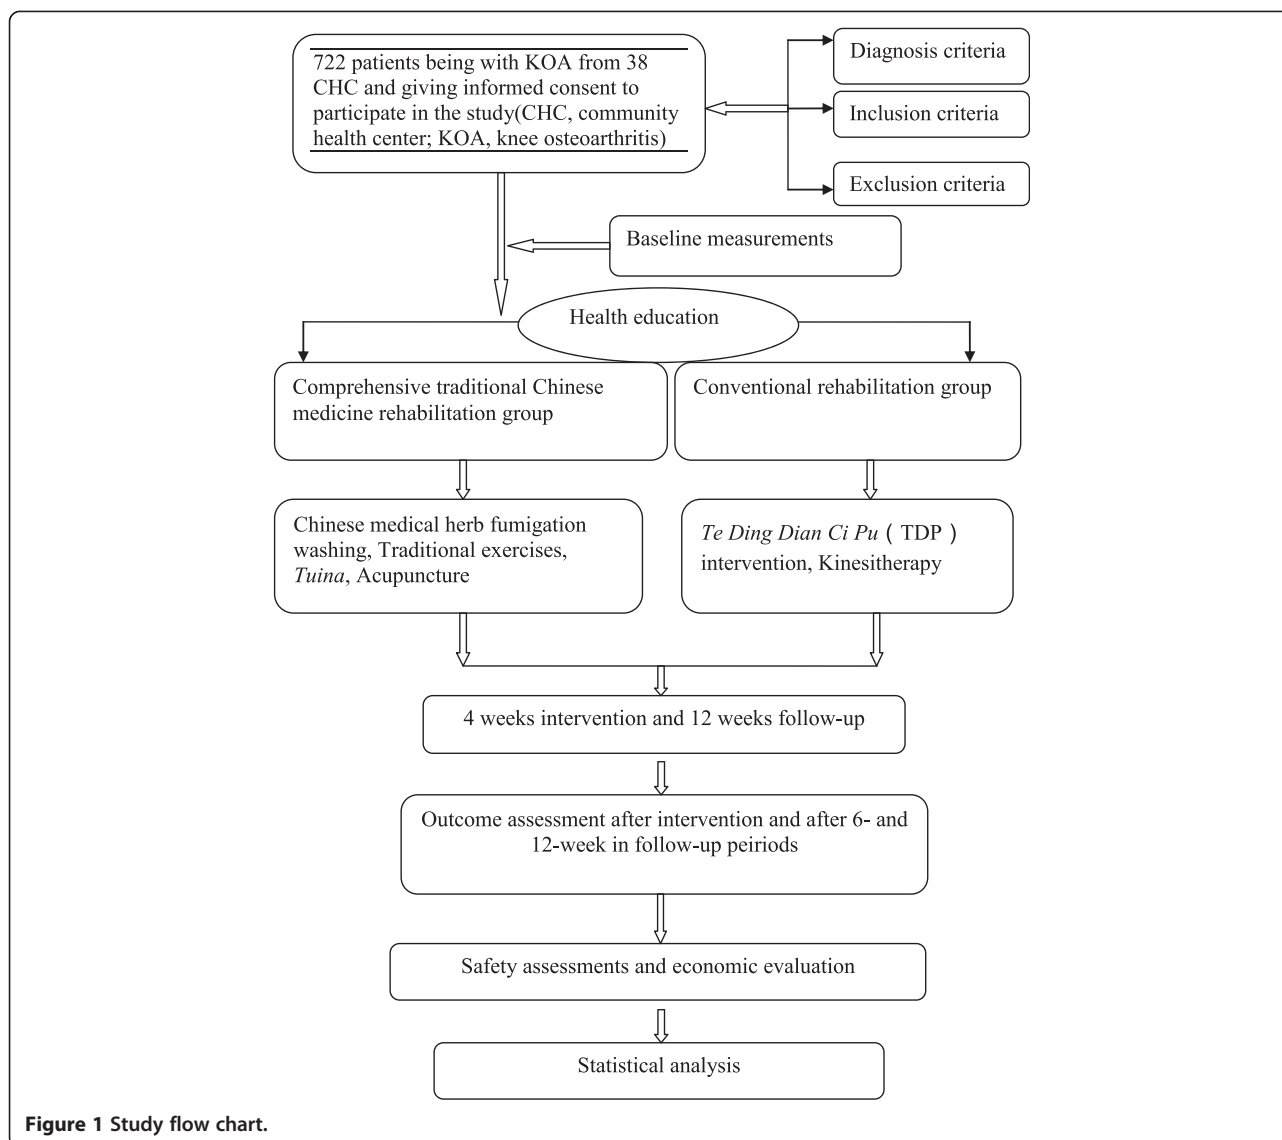 722 patients being with KOA from 38
CHC and giving informed consent to
participate in the study(CHC, community
health center; KOA, knee osteoarthritis)
Diagnosis criteria
Inclusion criteria
Exclusion criteria
Baseline measurements
Health education
Comprehensive traditional Chinese
medicine rehabilitation group
Conventional rehabilitation group
Chinese medical herb fumigation
washing, Traditional exercises,
Tuina, Acupuncture
Te Ding Dian Ci Pu ( TDP )
intervention, Kinesitherapy
4 weeks intervention and 12 weeks follow-up
Outcome assessment after intervention and after 6- and
12-week in follow-up peiriods
Safety assessments and economic evaluation
Statistical analysis
Figure 1 Study flow chart.